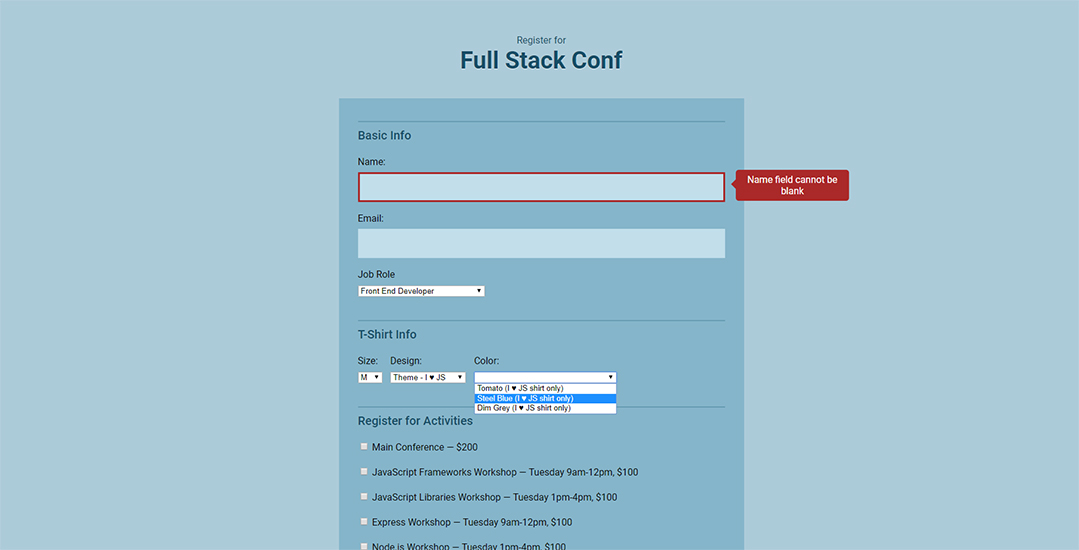 Register for
Full Stack Conf
Basic Info
Name:
Name field cannot be
blank
Email:
Job Role
Front End Developer
T-Shirt Info
Size: Design: Color:
M Theme - I ♥ JS
Tomato (I ♥ JS shirt only)
Steel Blue (I ♥ JS shirt only)
Dim Grey (I ♥ JS shirt only)
Register for Activities
Main Conference — $200
JavaScript Frameworks Workshop — Tuesday 9am-12pm, $100
JavaScript Libraries Workshop — Tuesday 1pm-4pm, $100
Express Workshop — Tuesday 9am-12pm, $100
Node.js Workshop — Tuesday 1pm-4pm, $100